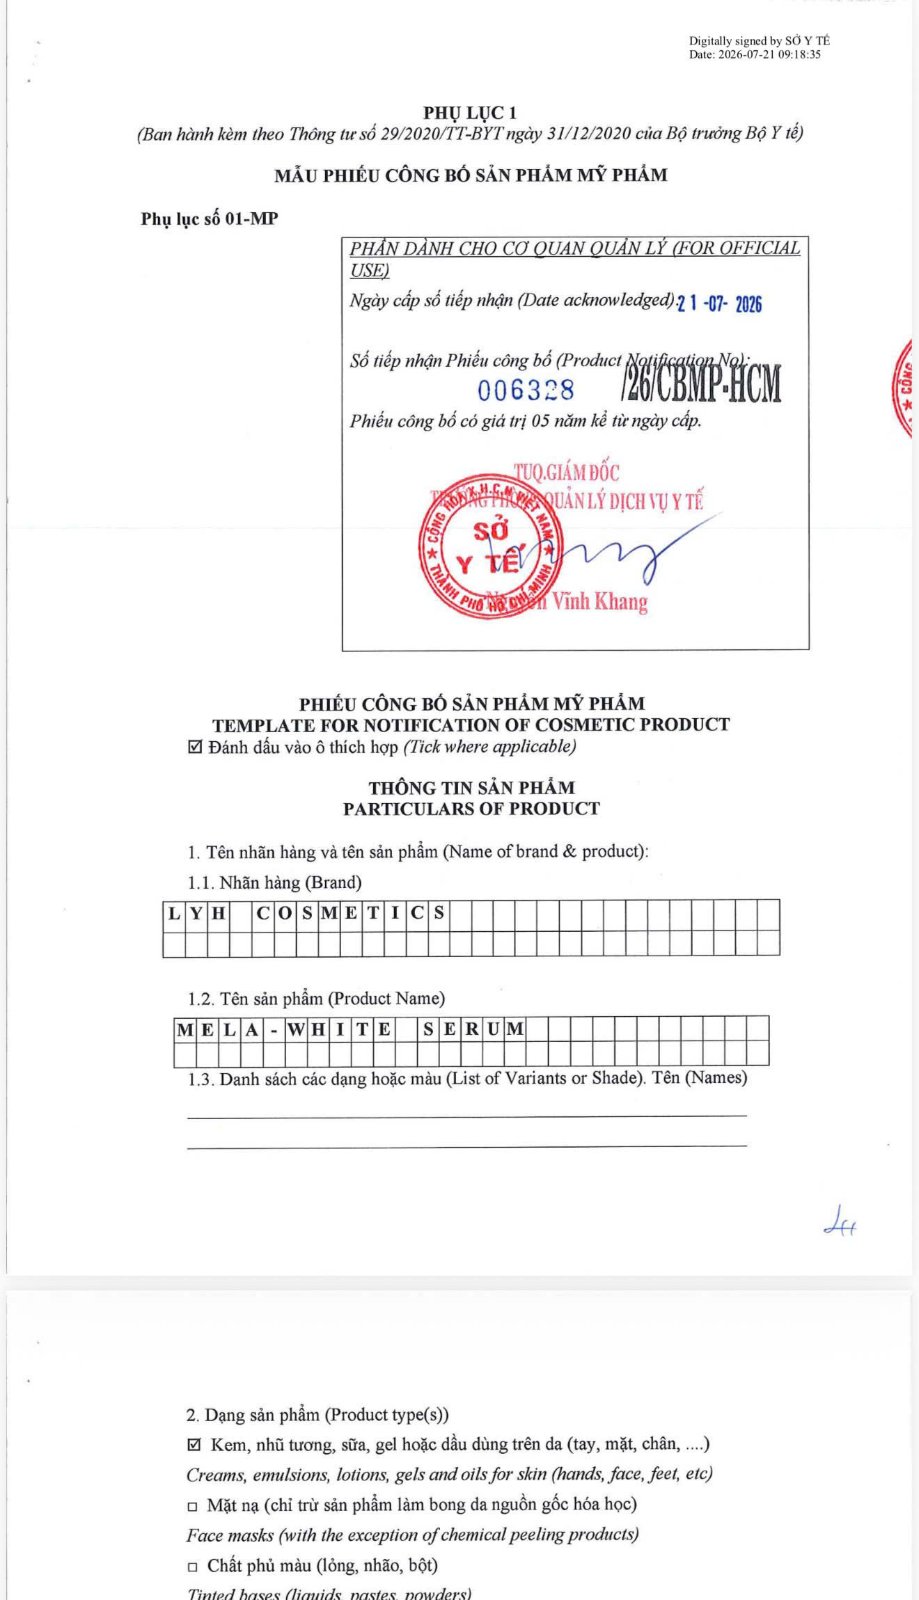 Digitally signed by SỞ Y TẾ
Date: 2026-07-21 09:18:35
PHỤ LỤC 1
(Ban hành kèm theo Thông tư số 29/2020/TT-BYT ngày 31/12/2020 của Bộ trưởng Bộ Y tế)
MẪU PHIẾU CÔNG BỐ SẢN PHẨM MỸ PHẨM
Phụ lục số 01-MP
PHẦN DÀNH CHO CƠ QUAN QUẢN LÝ (FOR OFFICIAL
USE)
Ngày cấp số tiếp nhận (Date acknowledged): 21 -07- 2026
Số tiếp nhận Phiếu công bố (Product Notification No):
006328 /26/CBMP-HCM
Phiếu công bố có giá trị 05 năm kể từ ngày cấp.
TUQ.GIÁM ĐỐC
QUẢN LÝ DỊCH VỤ Y TẾ
CỘNG HÒA X.H.C.N VIỆT NAM
SỞ
Y TẾ
THÀNH PHỐ HỒ CHÍ MINH
Vĩnh Khang
PHIẾU CÔNG BỐ SẢN PHẨM MỸ PHẨM
TEMPLATE FOR NOTIFICATION OF COSMETIC PRODUCT
☑ Đánh dấu vào ô thích hợp (Tick where applicable)
THÔNG TIN SẢN PHẨM
PARTICULARS OF PRODUCT
1. Tên nhãn hàng và tên sản phẩm (Name of brand & product):
1.1. Nhãn hàng (Brand)
LYH COSMETICS
1.2. Tên sản phẩm (Product Name)
MELA-WHITE SERUM
1.3. Danh sách các dạng hoặc màu (List of Variants or Shade). Tên (Names)
2. Dạng sản phẩm (Product type(s))
☑ Kem, nhũ tương, sữa, gel hoặc dầu dùng trên da (tay, mặt, chân, ....)
Creams, emulsions, lotions, gels and oils for skin (hands, face, feet, etc)
□ Mặt nạ (chỉ trừ sản phẩm làm bong da nguồn gốc hóa học)
Face masks (with the exception of chemical peeling products)
□ Chất phủ màu (lỏng, nhão, bột)
Tinted bases (liquids, pastes, powders)